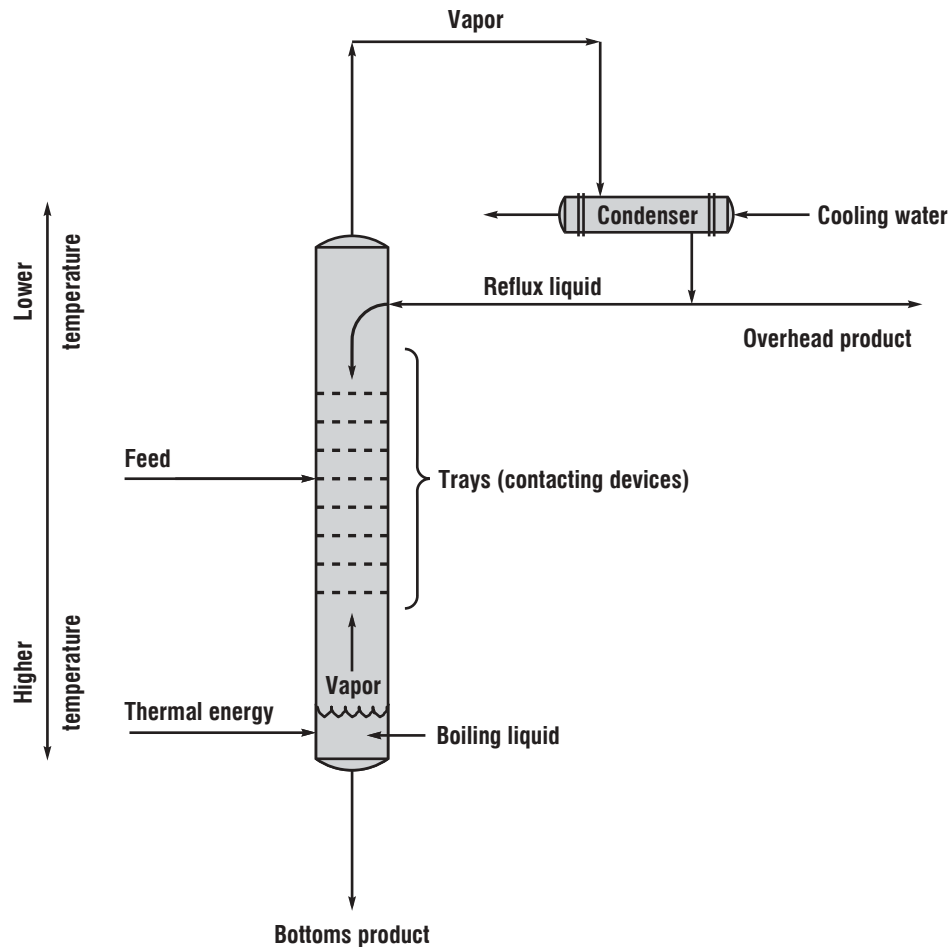 Vapor
Condenser
Cooling water
Lower
temperature
Reflux liquid
Overhead product
Feed
Trays (contacting devices)
Higher
temperature
Vapor
Thermal energy
Boiling liquid
Bottoms product